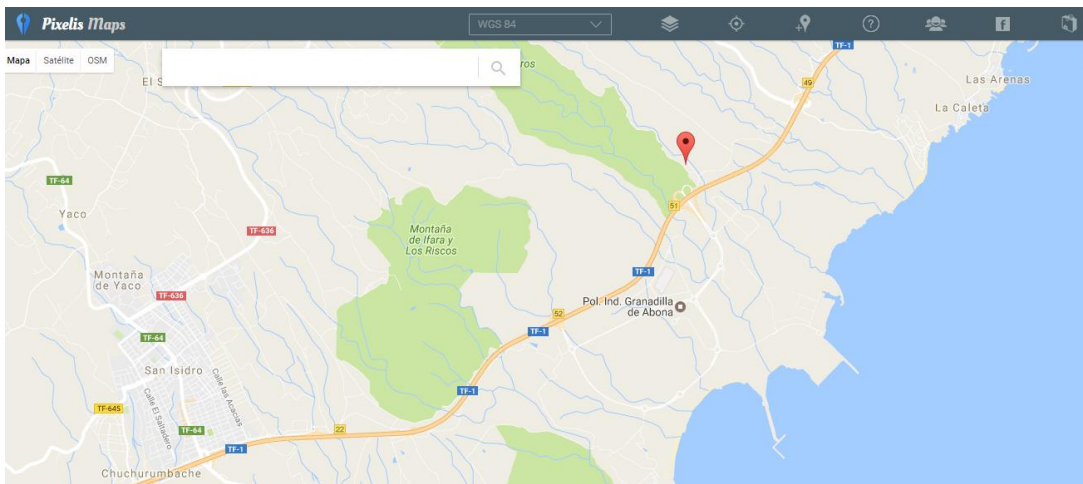 Pixelis Maps
WGS 84
Mapa
Satélite
OSM
ros
El S
TF-1
49
Las Arenas
La Caleta
TF-64
Yaco
51
TF-636
Montaña
de Ifara y
Los Riscos
TF-1
Montaña
de Yaco
TF-636
Pol. Ind. Granadilla
de Abona
52
TF-1
TF-64
San Isidro
Calle las Acacias
TF-1
Calle El Saltadero
TF-645
TF-64
22
TF-1
Chuchurumbache